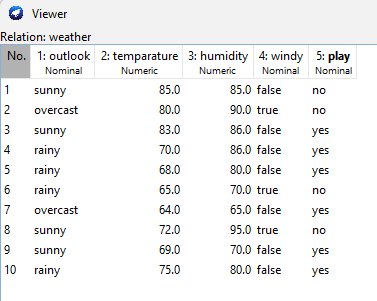 Viewer
Relation: weather
No. 1: outlook 2: temparature 3: humidity 4: windy 5: play
Nominal Numeric Numeric Nominal Nominal
1 sunny 85.0 85.0 false no
2 overcast 80.0 90.0 true no
3 sunny 83.0 86.0 false yes
4 rainy 70.0 86.0 false yes
5 rainy 68.0 80.0 false yes
6 rainy 65.0 70.0 true no
7 overcast 64.0 65.0 false yes
8 sunny 72.0 95.0 true no
9 sunny 69.0 70.0 false yes
10 rainy 75.0 80.0 false yes